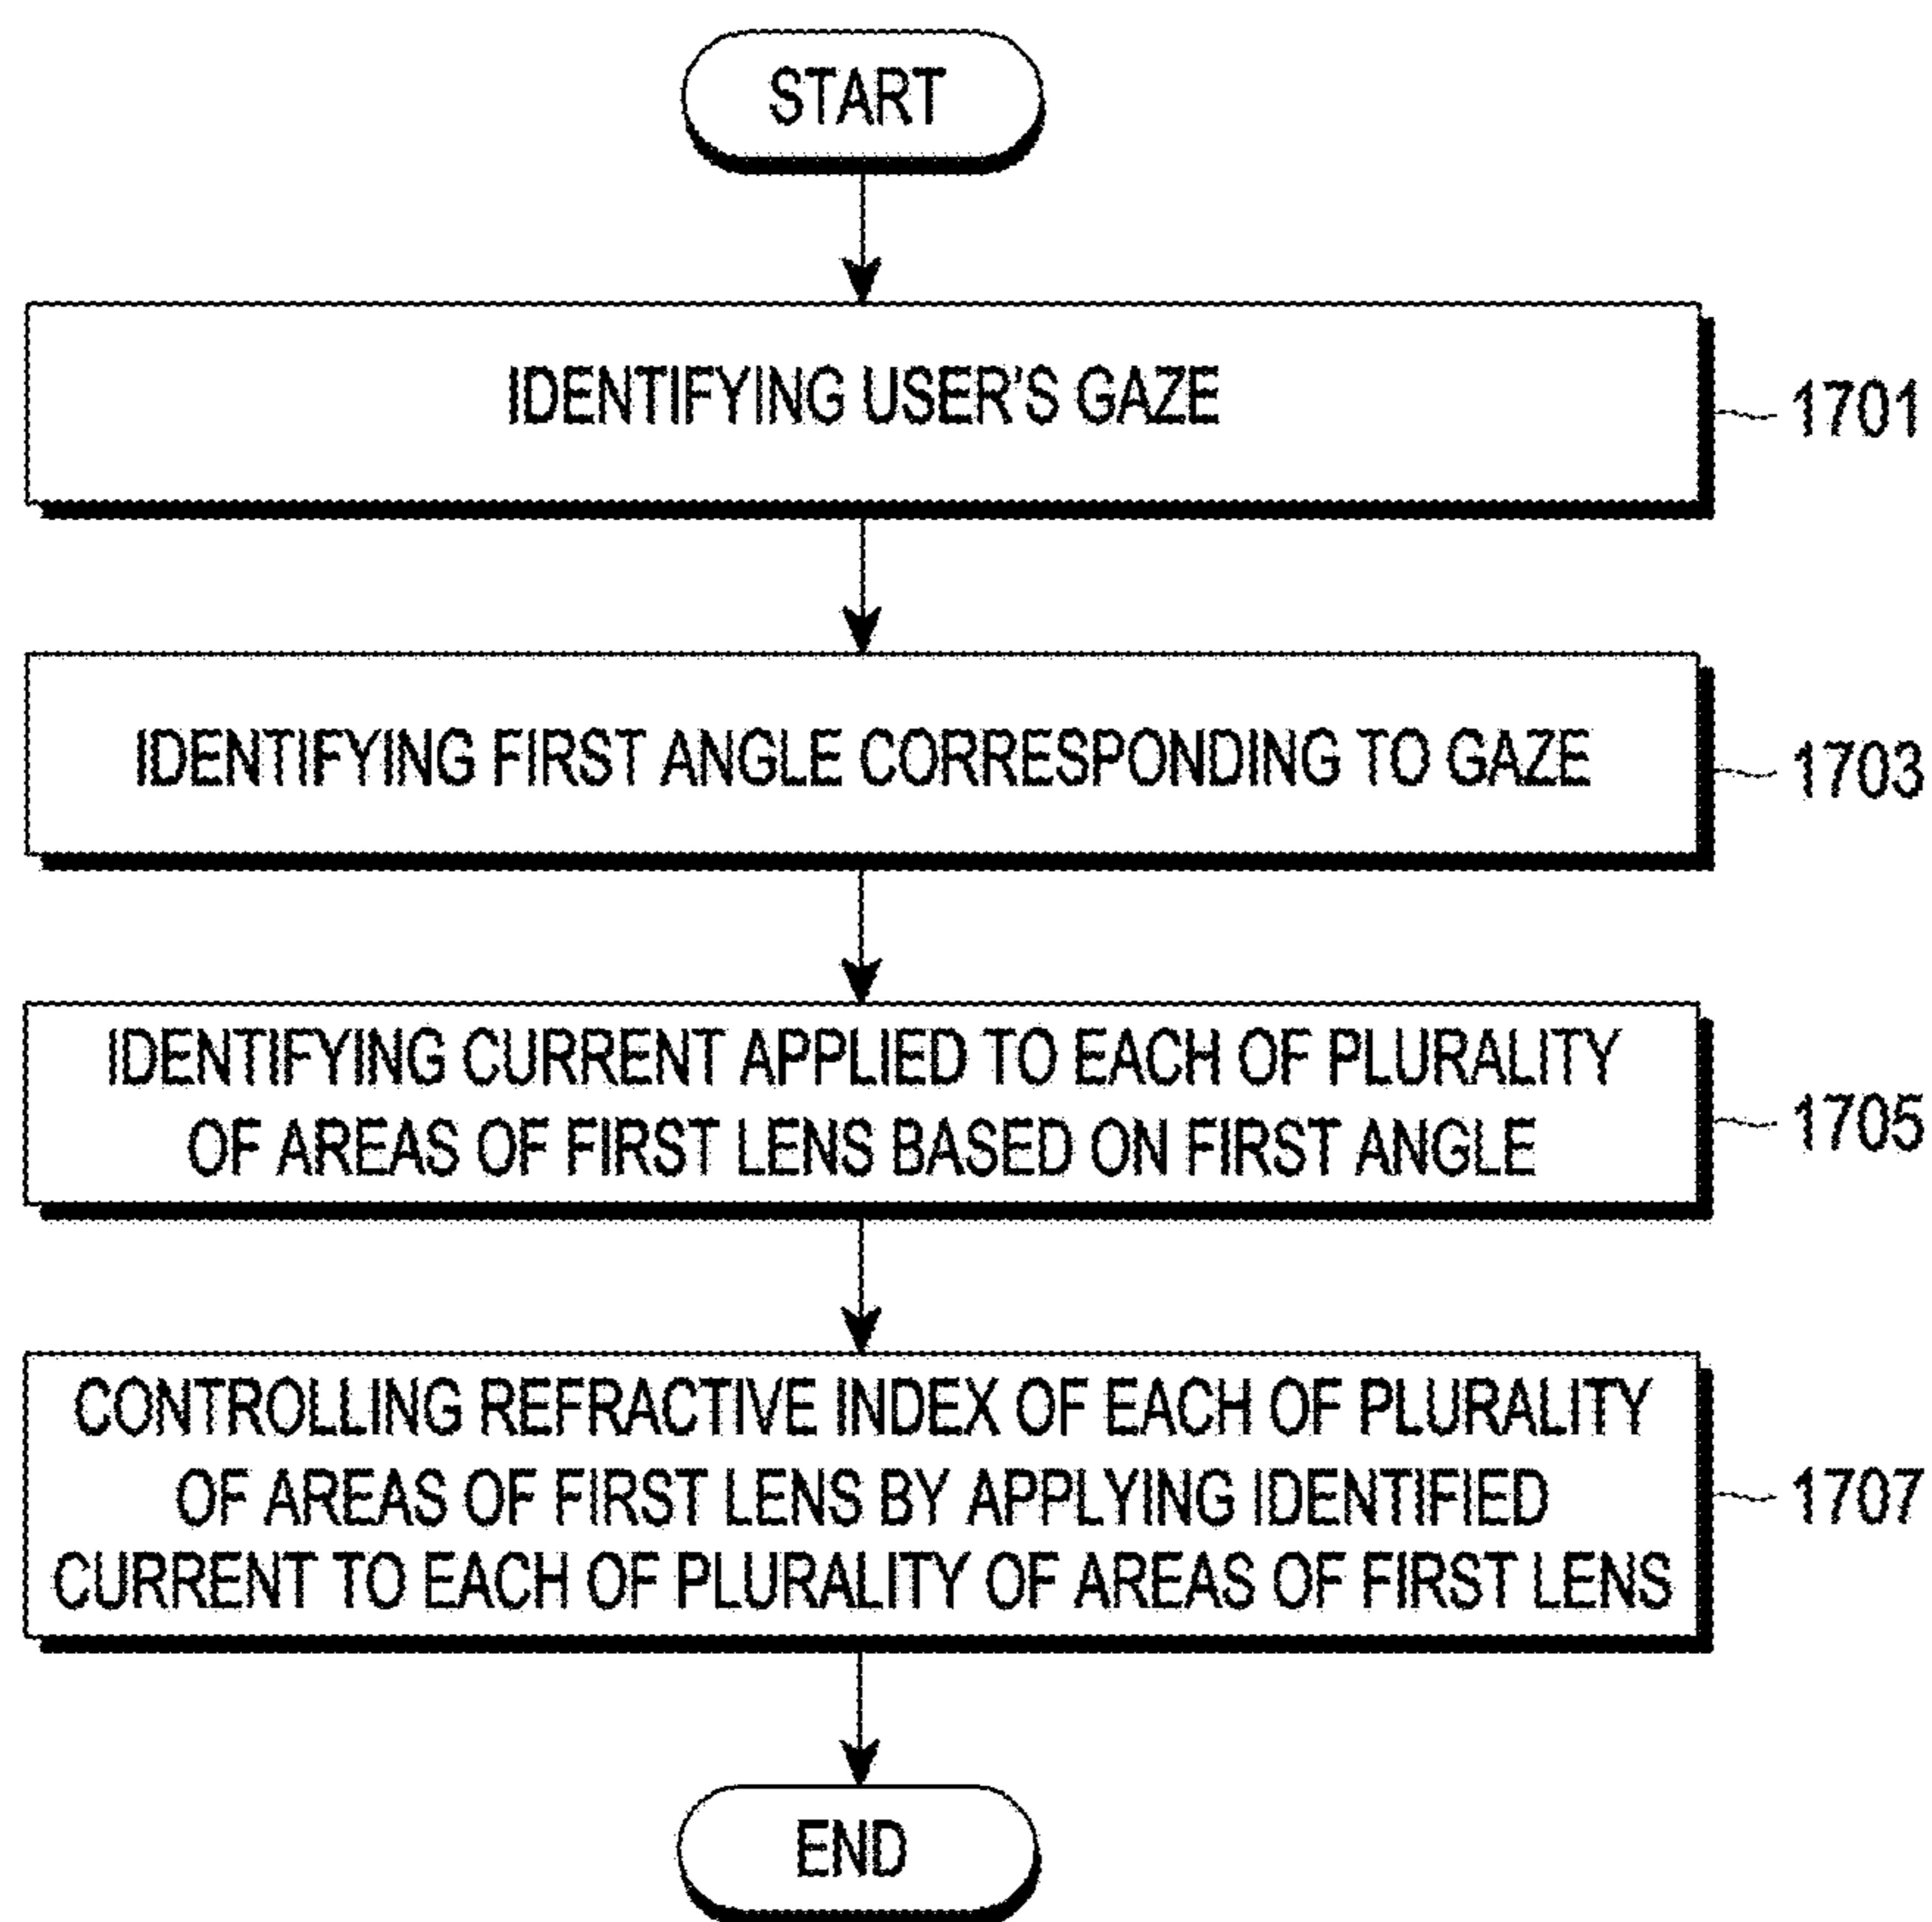 START
IDENTIFYING USER'S GAZE
1701
IDENTIFYING FIRST ANGLE CORRESPONDING TO GAZE
1703
IDENTIFYING CURRENT APPLIED TO EACH OF PLURALITY
OF AREAS OF FIRST LENS BASED ON FIRST ANGLE
1705
CONTROLLING REFRACTIVE INDEX OF EACH OF PLURALITY
OF AREAS OF FIRST LENS BY APPLYING IDENTIFIED
CURRENT TO EACH OF PLURALITY OF AREAS OF FIRST LENS
1707
END